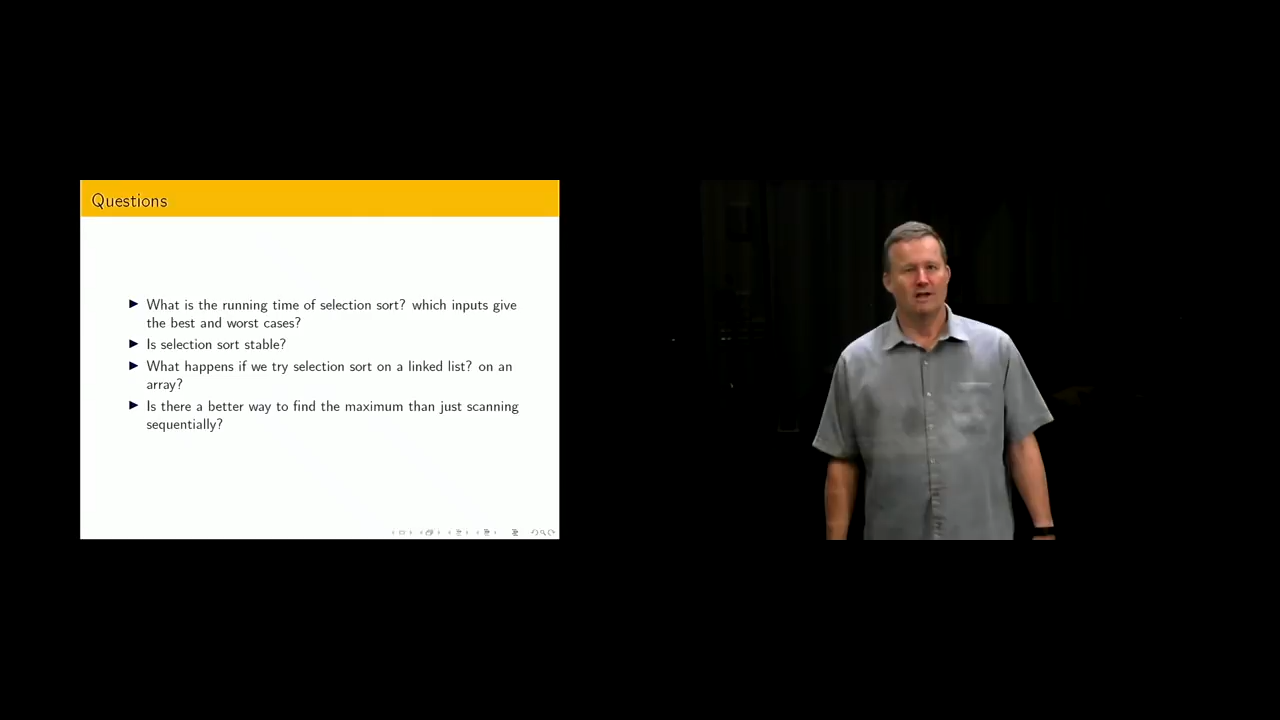 Questions
What is the running time of selection sort? which inputs give
the best and worst cases?
Is selection sort stable?
What happens if we try selection sort on a linked list? on an
array?
Is there a better way to find the maximum than just scanning
sequentially?